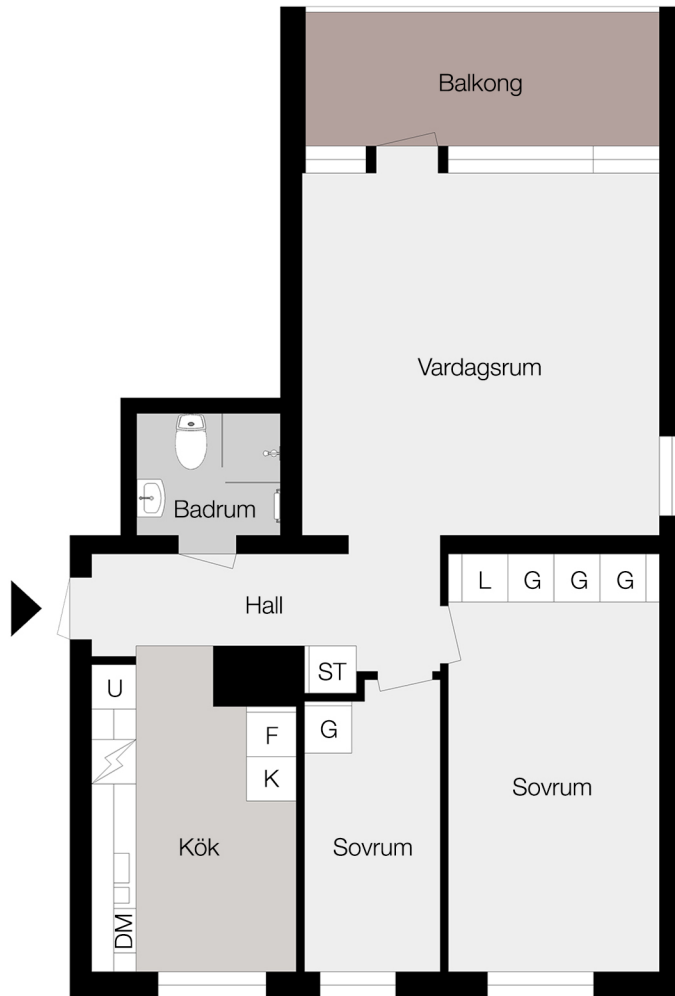 Balkong
Vardagsrum
Badrum
L G G G
Hall
ST
U
G
F
K
Sovrum
Kök
Sovrum
DM